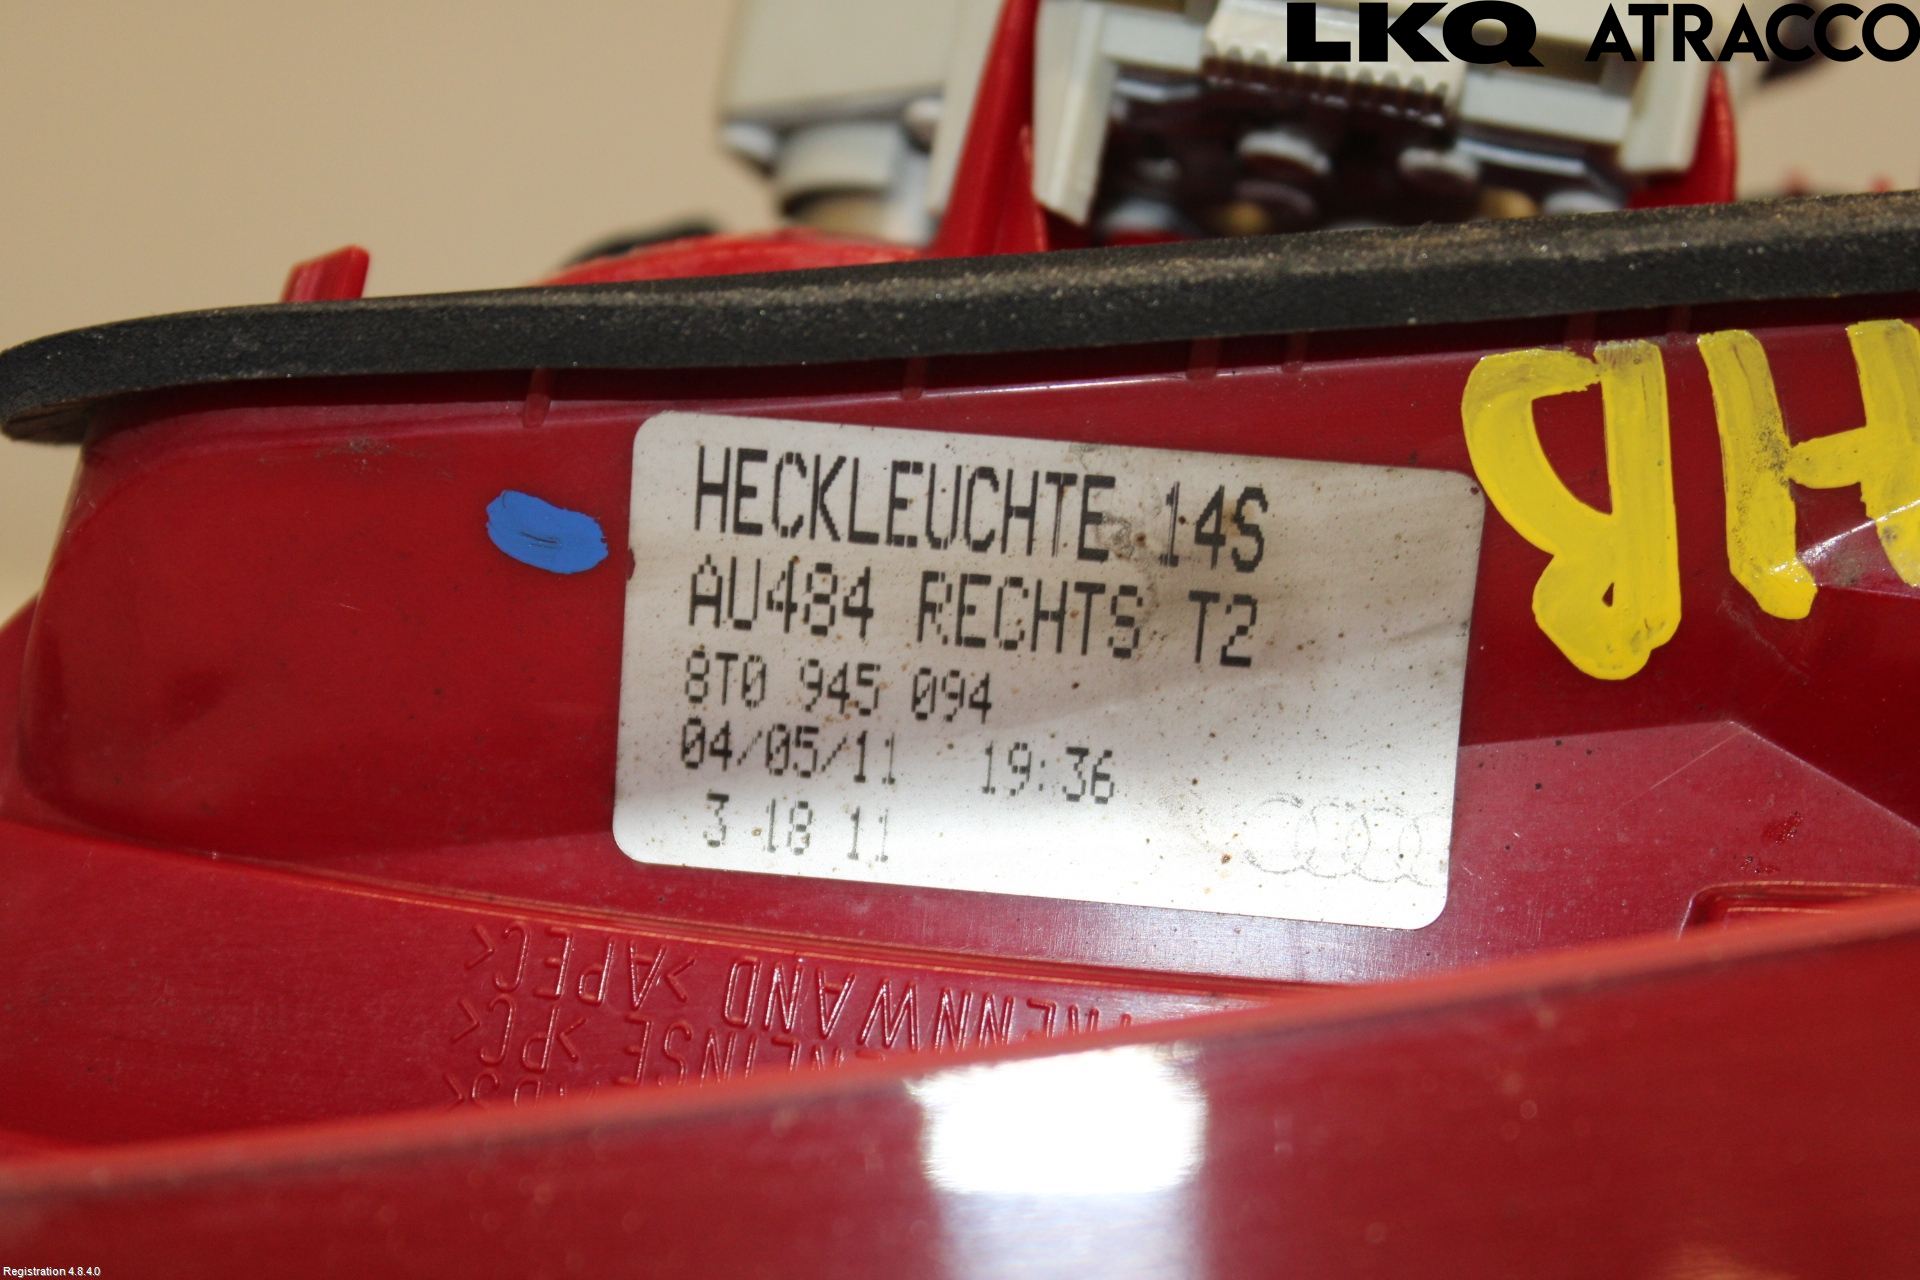 LKQ ATRACCO
HB
HECKLEUCHTE 14S
AU484 RECHTS T2
8T0 945 094
04/05/11 19:36
3 18 11
TRENNWAND >APEC<
>PC<
Registration 4.8.4.0